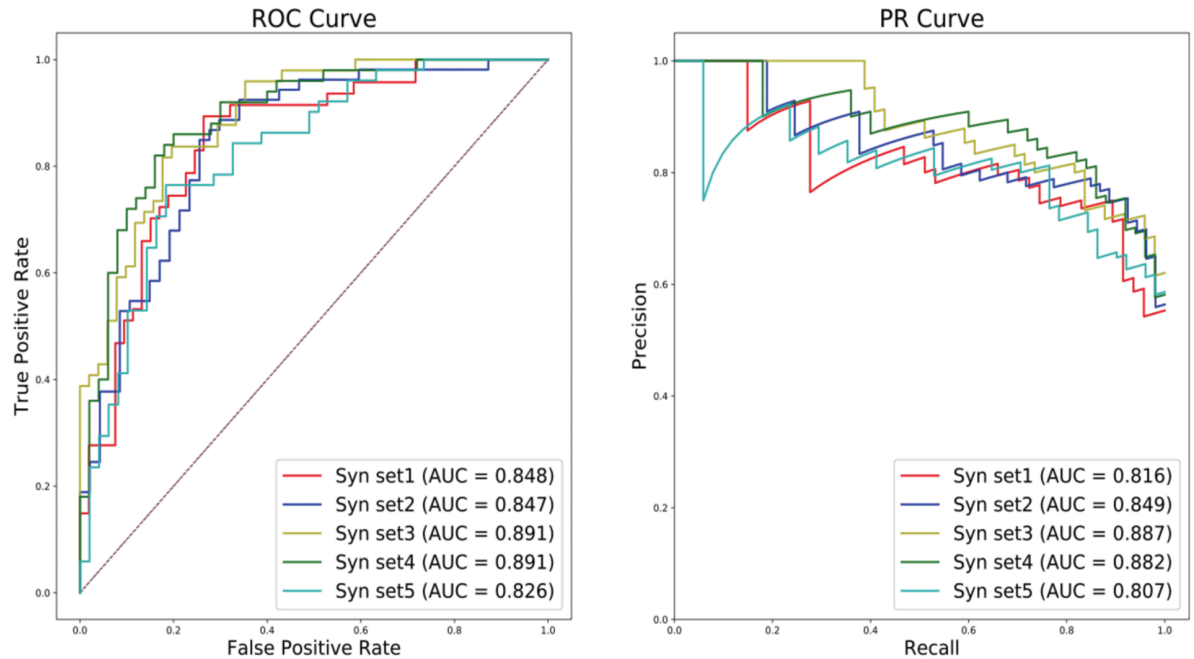 ROC Curve
1.0
0.8
0.6
0.4
0.2
0.0
True Positive Rate
0.0 0.2 0.4 0.6 0.8 1.0
False Positive Rate
Syn set1 (AUC = 0.848)
Syn set2 (AUC = 0.847)
Syn set3 (AUC = 0.891)
Syn set4 (AUC = 0.891)
Syn set5 (AUC = 0.826)
PR Curve
1.0
0.8
0.6
0.4
0.2
0.0
Precision
0.0 0.2 0.4 0.6 0.8 1.0
Recall
Syn set1 (AUC = 0.816)
Syn set2 (AUC = 0.849)
Syn set3 (AUC = 0.887)
Syn set4 (AUC = 0.882)
Syn set5 (AUC = 0.807)